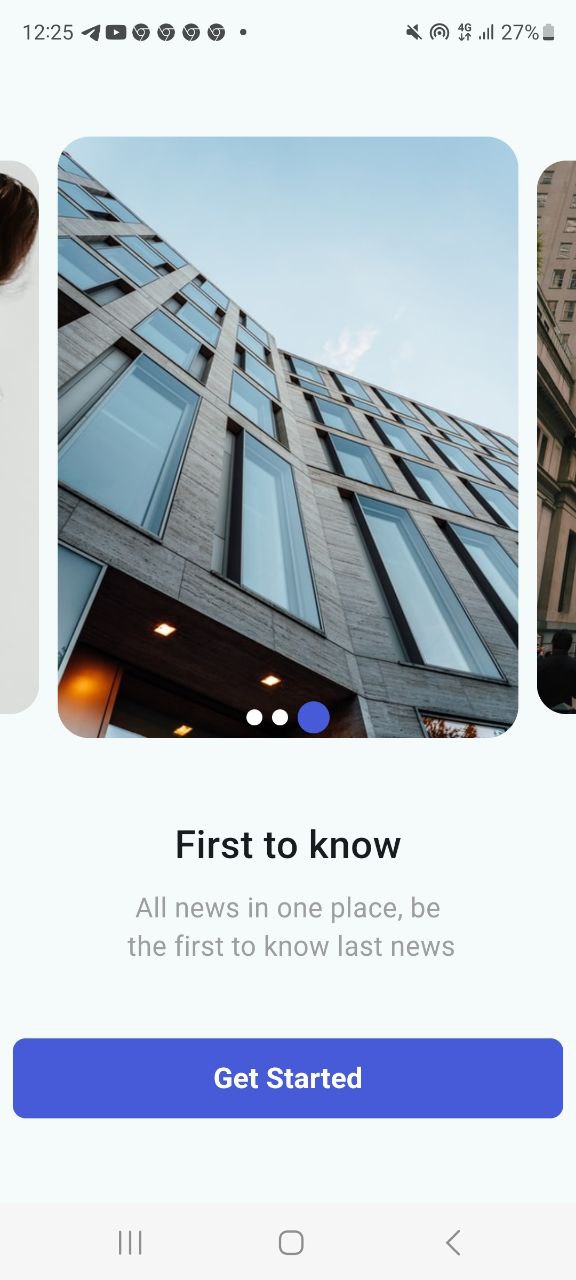 12:25
4G
27%
First to know
All news in one place, be
the first to know last news
Get Started